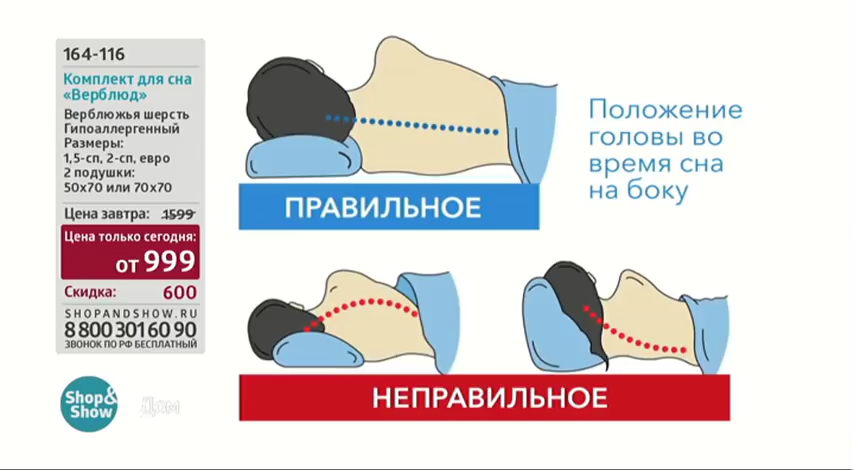 164-116
Комплект для сна
«Верблюд»
Верблюжья шерсть
Гипоаллергенный
Размеры:
1,5-сп, 2-сп, евро
2 подушки:
50х70 или 70х70
Цена завтра: 1599
Цена только сегодня:
от 999
Скидка: 600
SHOPANDSHOW.RU
8 800 301 60 90
ЗВОНОК ПО РФ БЕСПЛАТНЫЙ
Shop&
Show
Дом
Положение
головы во
время сна
на боку
ПРАВИЛЬНОЕ
НЕПРАВИЛЬНОЕ